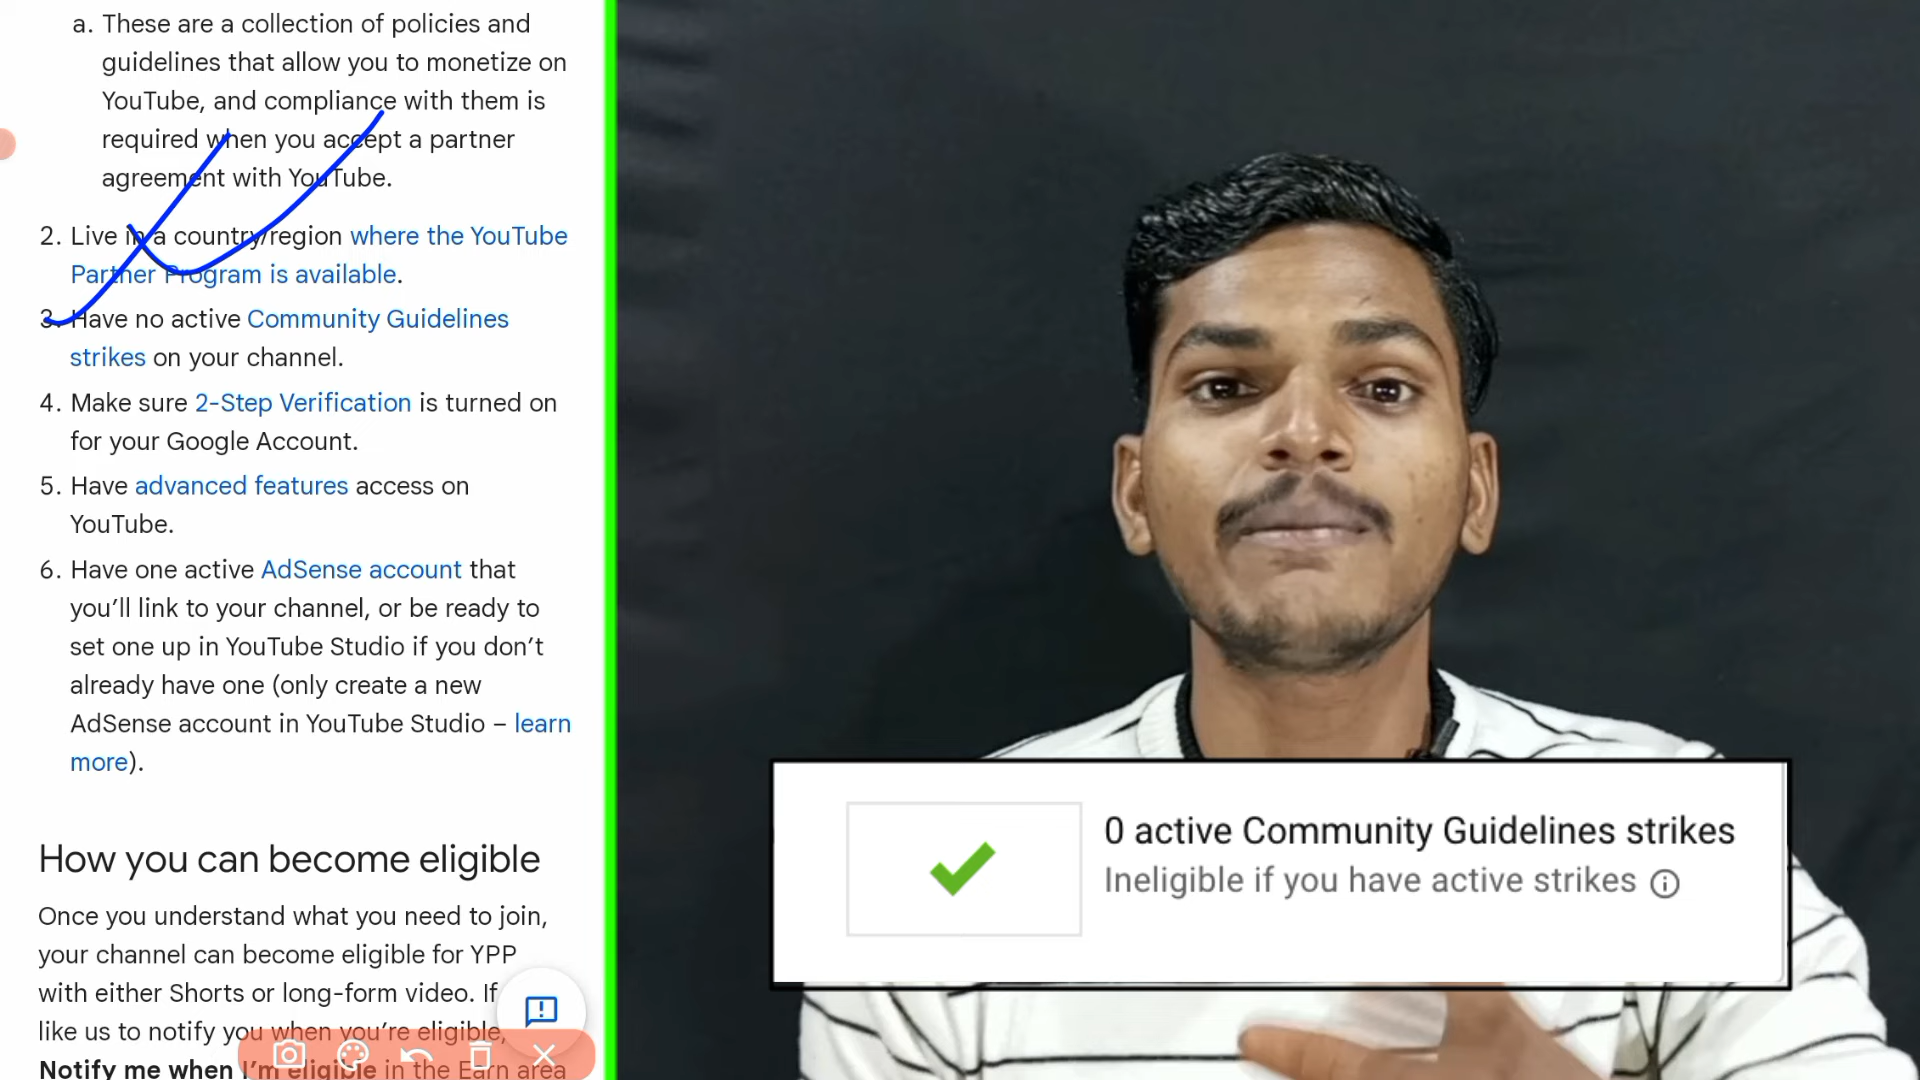 a. These are a collection of policies and
guidelines that allow you to monetize on
YouTube, and compliance with them is
required when you accept a partner
agreement with YouTube.
2. Live in a country/region where the YouTube
Partner Program is available.
3. Have no active Community Guidelines
strikes on your channel.
4. Make sure 2-Step Verification is turned on
for your Google Account.
5. Have advanced features access on
YouTube.
6. Have one active AdSense account that
you’ll link to your channel, or be ready to
set one up in YouTube Studio if you don’t
already have one (only create a new
AdSense account in YouTube Studio – learn
more).
How you can become eligible
Once you understand what you need to join,
your channel can become eligible for YPP
with either Shorts or long-form video. If
like us to notify you when you’re eligible,
Notify me when I’m eligible in the Earn area
0 active Community Guidelines strikes
Ineligible if you have active strikes